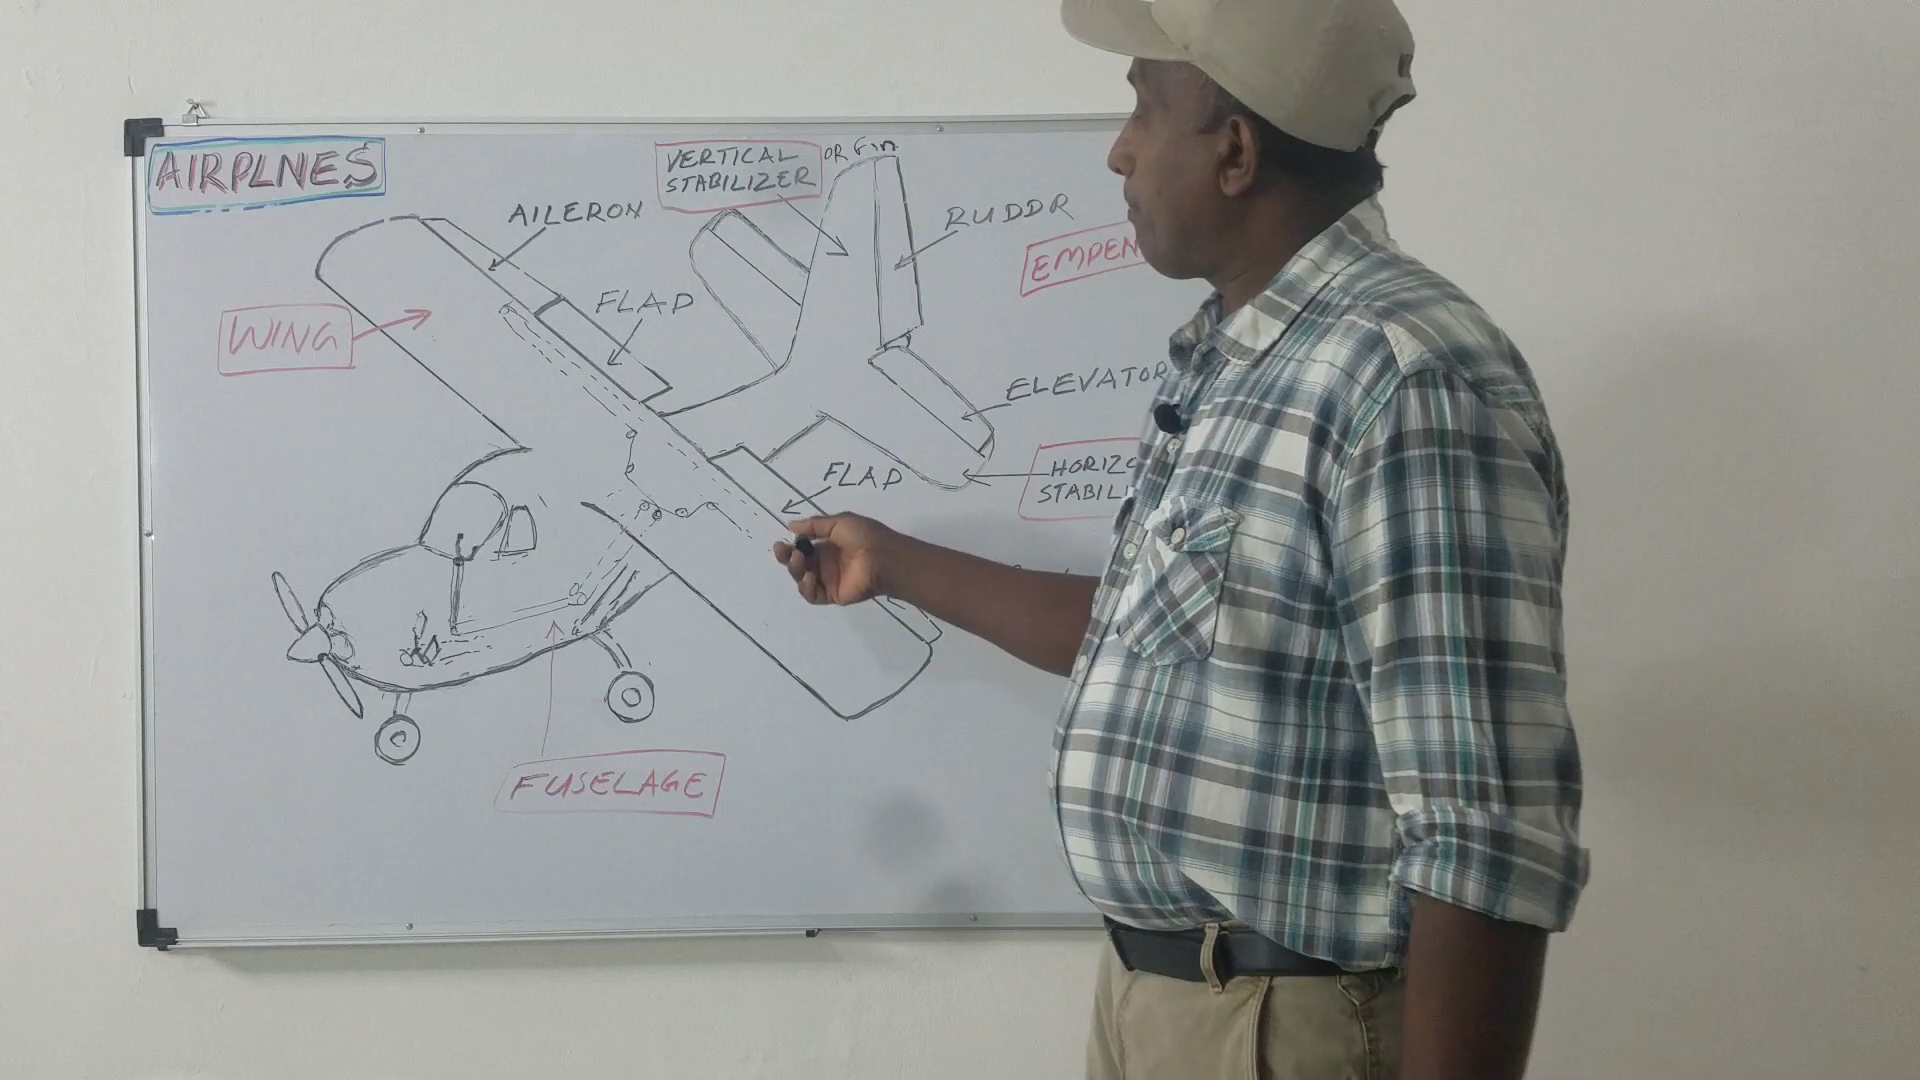 AIRPLNES
VERTICAL OR Fin
STABILIZER
AILERON
RUDDR
EMPEN
FLAP
WING
ELEVATOR
FLAP
HORIZO
STABILI
FUSELAGE